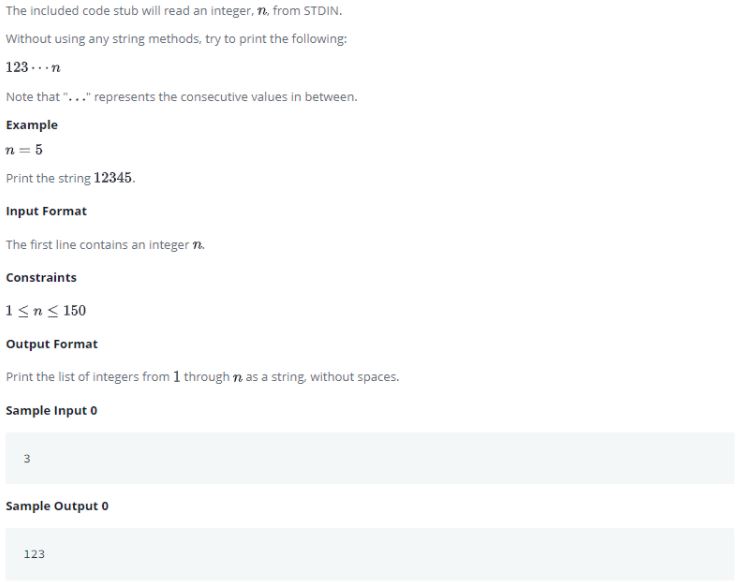 The included code stub will read an integer, n, from STDIN.
Without using any string methods, try to print the following:
123 ⋯ n
Note that "..." represents the consecutive values in between.
Example
n = 5
Print the string 12345.
Input Format
The first line contains an integer n.
Constraints
1 ≤ n ≤ 150
Output Format
Print the list of integers from 1 through n as a string, without spaces.
Sample Input 0
3
Sample Output 0
123